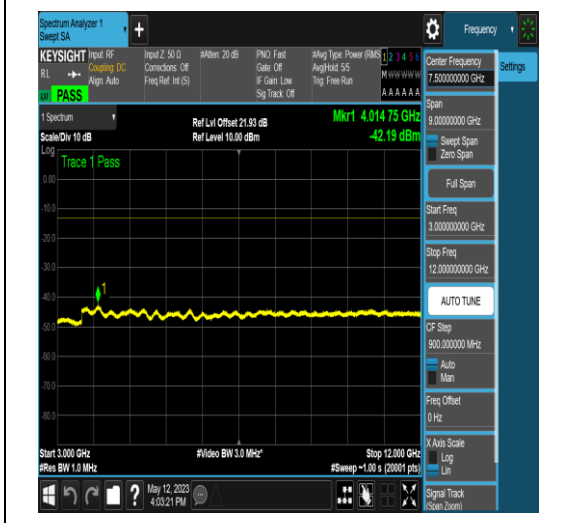 Spectrum Analyzer 1
Swept SA
+
Frequency
KEYSIGHT
Input: RF
Coupling: DC
Align: Auto
Input Z: 50 Ω
Corrections: Off
Freq Ref: Int (S)
#Atten: 20 dB
PNO: Fast
Gate: Off
IF Gain: Low
Sig Track: Off
#Avg Type: Power (RMS
Avg|Hold: 5/5
Trig: Free Run
1 2 3 4 5 6
M W W W W W
A A A A A A
RL
PASS
1 Spectrum
Scale/Div 10 dB
Log
Ref Lvl Offset 21.93 dB
Ref Level 10.00 dBm
Mkr1 4.014 75 GHz
-42.19 dBm
Trace 1 Pass
0.00
-10.0
-20.0
-30.0
-40.0
-50.0
-60.0
-70.0
-80.0
1
Start 3.000 GHz
#Res BW 1.0 MHz
#Video BW 3.0 MHz*
Stop 12.000 GHz
#Sweep ~1.00 s (20001 pts)
May 12, 2023
4:03:21 PM
?
Center Frequency
7.500000000 GHz
Settings
Span
9.00000000 GHz
Swept Span
Zero Span
Full Span
Start Freq
3.000000000 GHz
Stop Freq
12.000000000 GHz
AUTO TUNE
CF Step
900.000000 MHz
Auto
Man
Freq Offset
0 Hz
X Axis Scale
Log
Lin
Signal Track
(Span Zoom)